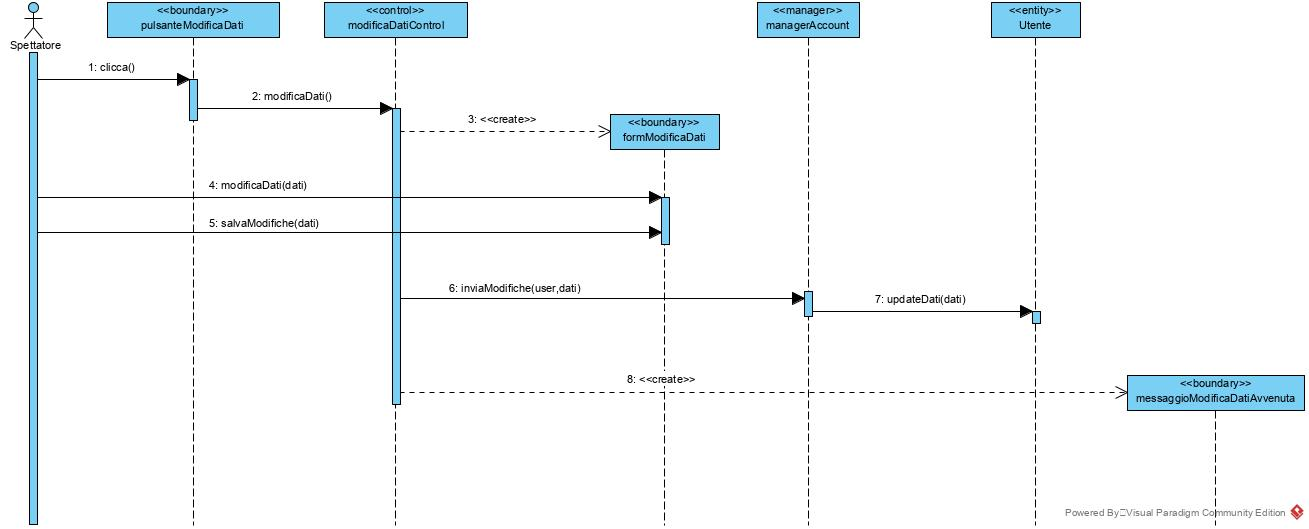 <<boundary>>
pulsanteModificaDati
<<control>>
modificaDatiControl
<<manager>>
managerAccount
<<entity>>
Utente
Spettatore
1: clicca()
2: modificaDati()
3: <<create>>
<<boundary>>
formModificaDati
4: modificaDati(dati)
5: salvaModifiche(dati)
6: inviaModifiche(user,dati)
7: updateDati(dati)
8: <<create>>
<<boundary>>
messaggioModificaDatiAvvenuta
Powered By Visual Paradigm Community Edition